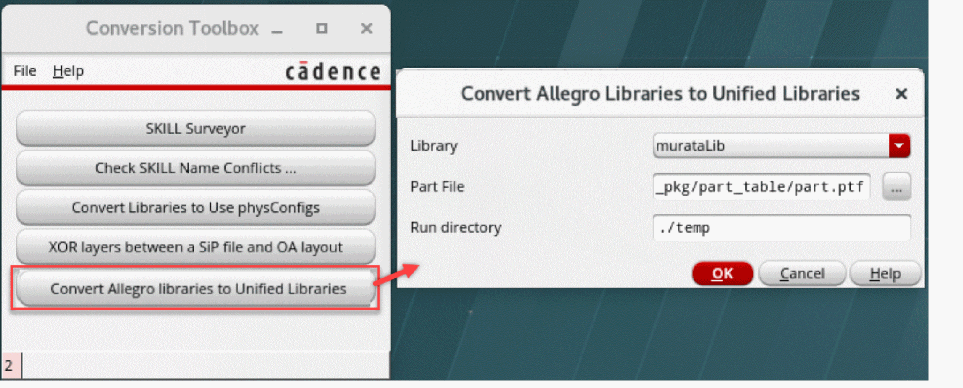 Conversion Toolbox
File Help
cādence
SKILL Surveyor
Check SKILL Name Conflicts ...
Convert Libraries to Use physConfigs
XOR layers between a SiP file and OA layout
Convert Allegro libraries to Unified Libraries
2
Convert Allegro Libraries to Unified Libraries
Library murataLib
Part File _pkg/part_table/part.ptf ...
Run directory ./temp
OK Cancel Help